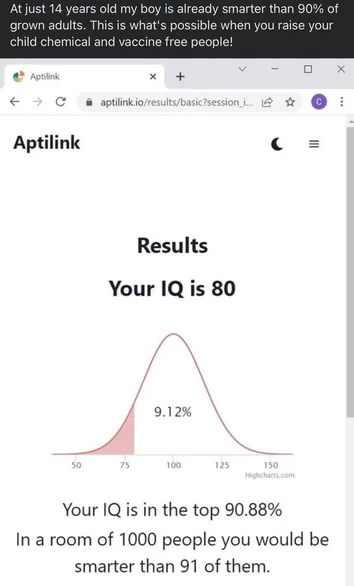 At just 14 years old my boy is already smarter than 90% of
grown adults. This is what's possible when you raise your
child chemical and vaccine free people!
Aptilink
aptilink.io/results/basic?session_i...
C
Aptilink
Results
Your IQ is 80
9.12%
50 75 100 125 150
Highcharts.com
Your IQ is in the top 90.88%
In a room of 1000 people you would be
smarter than 91 of them.